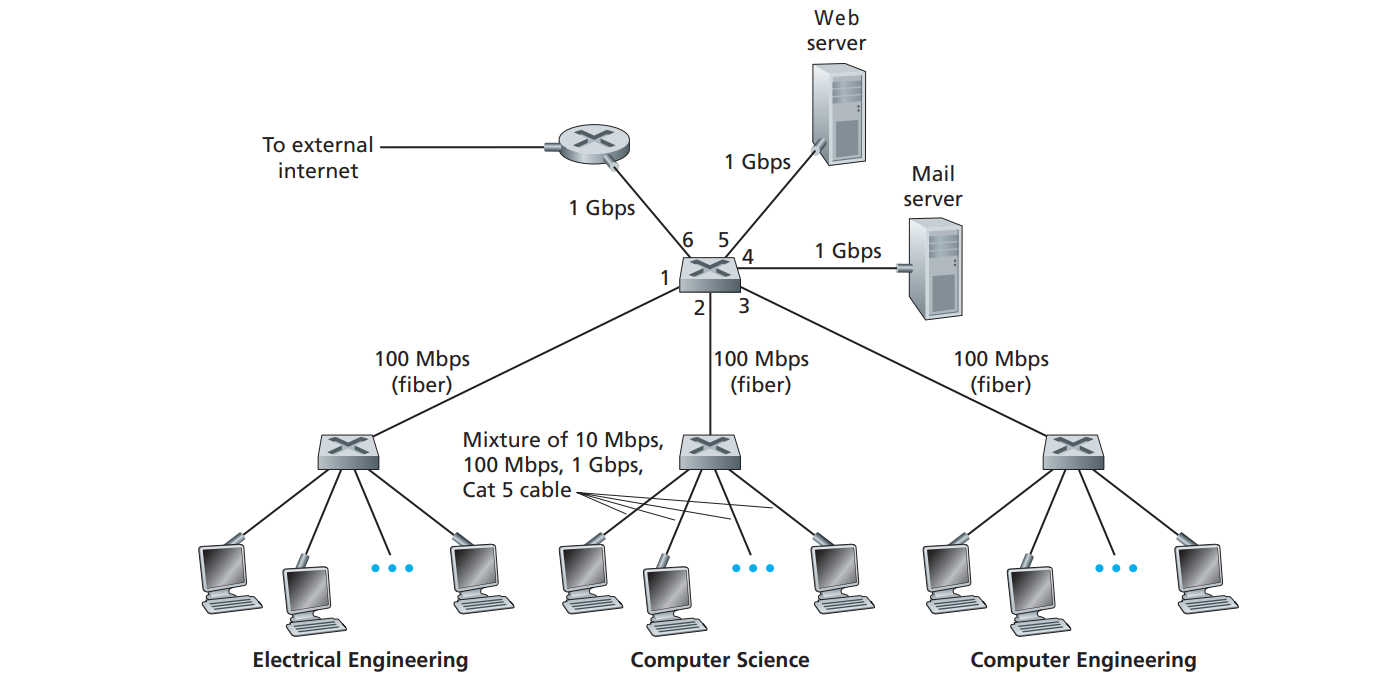 Web
server
To external
internet
1 Gbps
Mail
server
1 Gbps
6
5
4
1 Gbps
1
2
3
100 Mbps
(fiber)
100 Mbps
(fiber)
100 Mbps
(fiber)
Mixture of 10 Mbps,
100 Mbps, 1 Gbps,
Cat 5 cable
Electrical Engineering
Computer Science
Computer Engineering